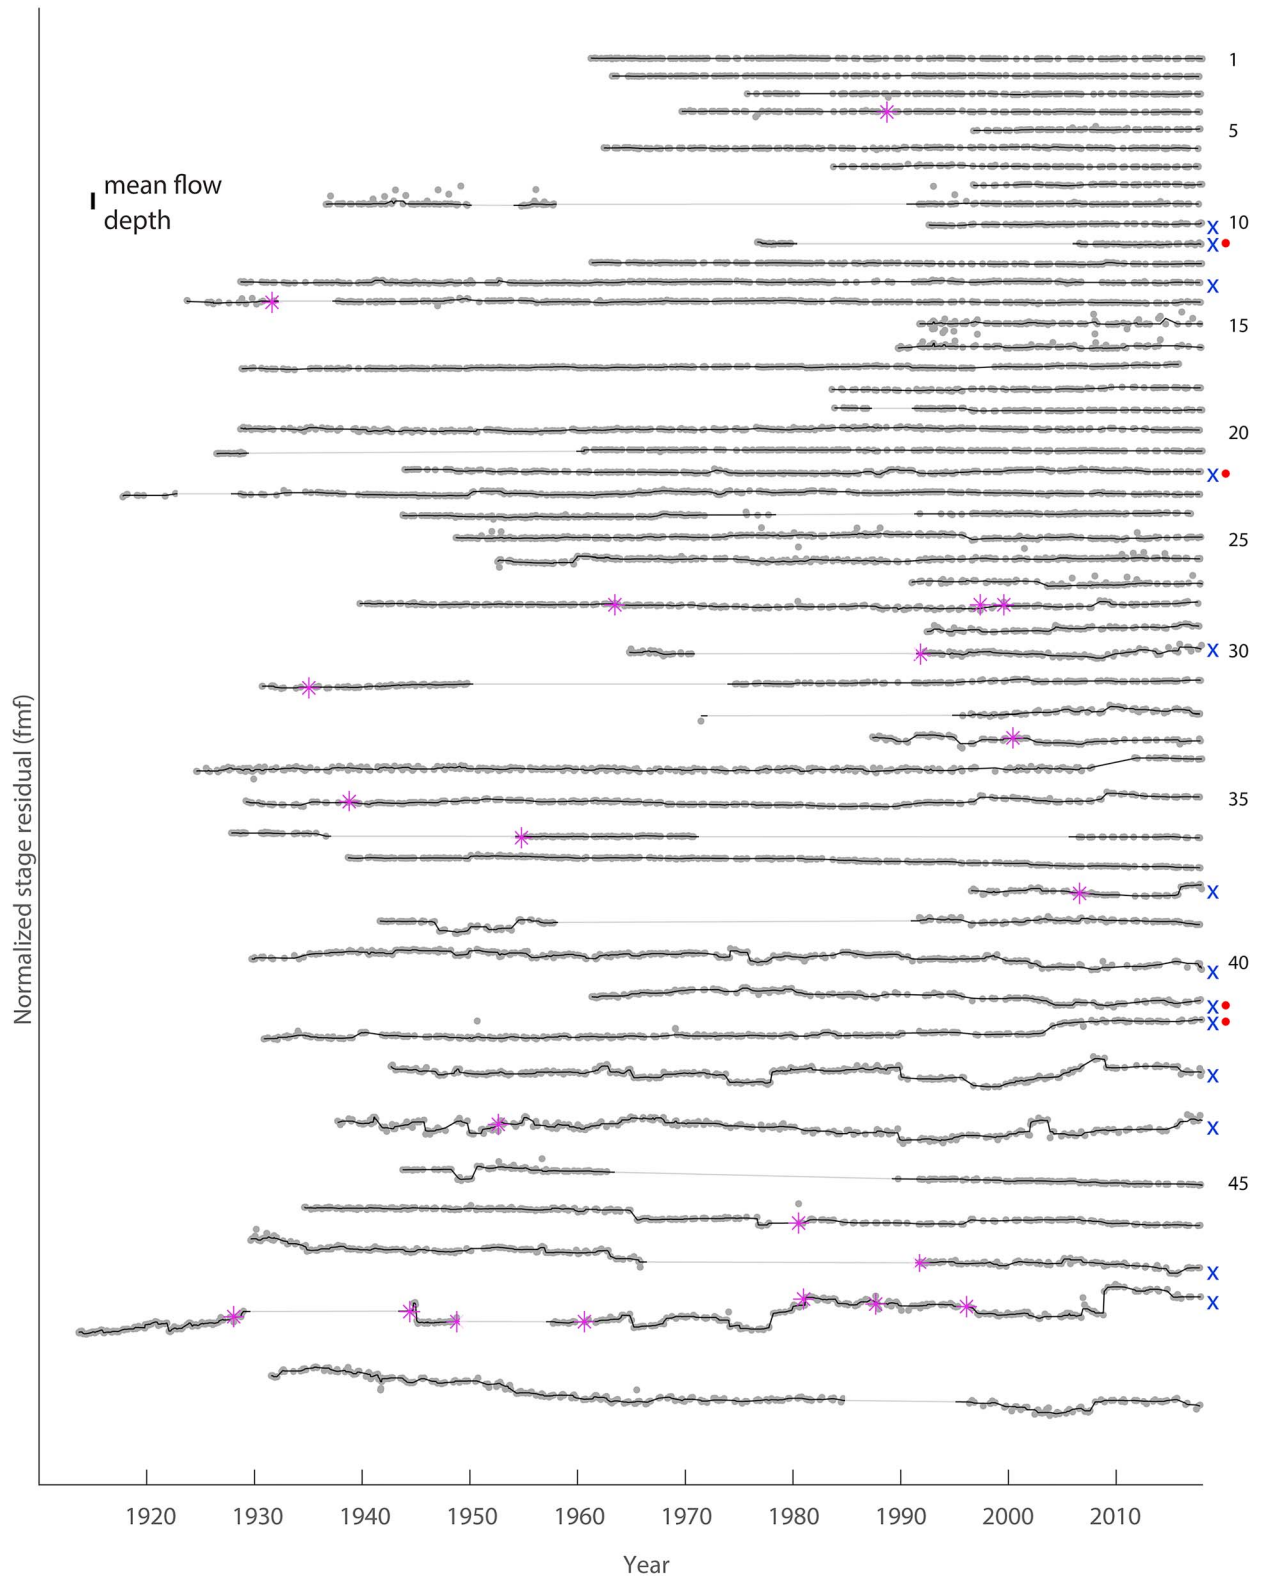 1
5
mean flow
depth
x 10
x
x
15
20
x
25
x 30
35
x
40
x
x
x
x
x
45
x
x
Normalized stage residual (fmf)
1920 1930 1940 1950 1960 1970 1980 1990 2000 2010
Year